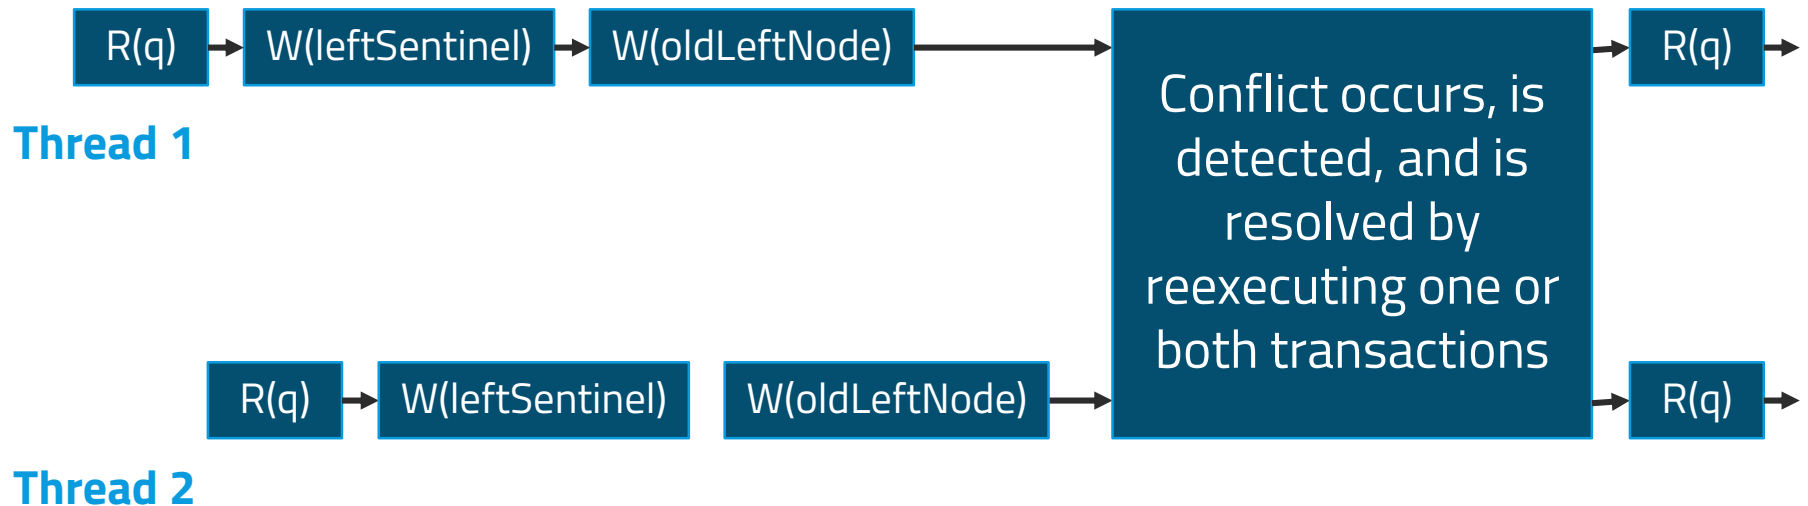 R(q)
W(leftSentinel)
W(oldLeftNode)
R(q)
Thread 1
Conflict occurs, is
detected, and is
resolved by
reexecuting one or
both transactions
R(q)
W(leftSentinel)
W(oldLeftNode)
R(q)
Thread 2